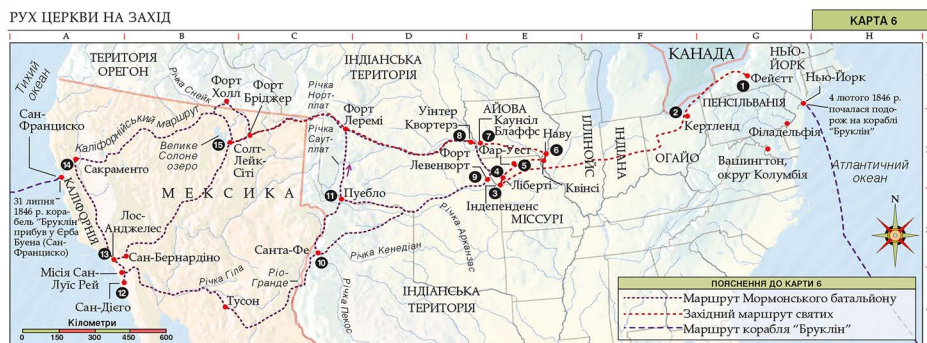 РУХ ЦЕРКВИ НА ЗАХІД
КАРТА 6
A
B
C
D
E
F
G
H
ТЕРИТОРІЯ
ОРЕГОН
ІНДІАНСЬКА
ТЕРИТОРІЯ
КАНАДА
НЬЮ-
ЙОРК
Фейєтт
Нью-Йорк
1
2
ПЕНСІЛЬВАНІЯ
4 лютого 1846 р.
почалася подо-
рож на кораблі
"Бруклін"
Кертленд
Філадельфія
Вашингтон,
округ Колумбія
Атлантичний
океан
Тихий
океан
Річка Снейк
Форт
Холл
Форт
Бріджер
Річка
Норт-
плат
Форт
Леремі
Річка
Саут-
плат
Уінтер
Квортерз
8
7
АЙОВА
Каунсіл
Блаффс
Наву
6
Фар-Уест
5
4
Форт
Левенворт
9
3
Ліберті
Індепенденс
Квінсі
МІССУРІ
ІЛЛІНОЙС
ІНДІАНА
ОГАЙО
Сан-
Франциско
Каліфорнійський маршрут
Велике
Солоне
озеро
15
Солт-
Лейк-
Сіті
14
Сакраменто
МЕКСИКА
КАЛІФОРНІЯ
Пуебло
11
31 липня
1846 р. кора-
бель "Бруклін"
прибув у Єрба
Буена (Сан-
Франциско)
Лос-
Анджелес
13
Сан-Бернардіно
Місія Сан-
Луїс Рей
12
Сан-Дієго
Річка Гіла
Тусон
Ріо-
Гранде
Санта-Фе
10
Річка Кенедіан
Річка Арканзас
Річка Пекос
ІНДІАНСЬКА
ТЕРИТОРІЯ
N
Кілометри
0
150
300
450
600
ПОЯСНЕННЯ ДО КАРТИ 6
Маршрут Мормонського батальйону
Західний маршрут святих
Маршрут корабля "Бруклін"